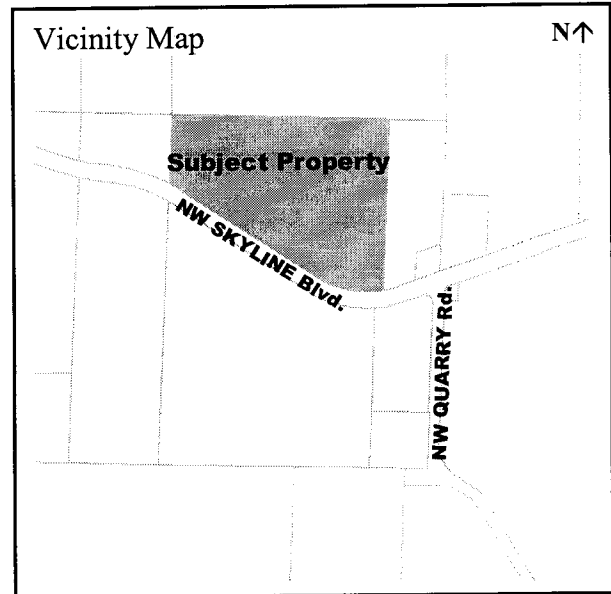 Vicinity Map
N↑
Subject Property
NW SKYLINE Blvd.
NW QUARRY Rd.